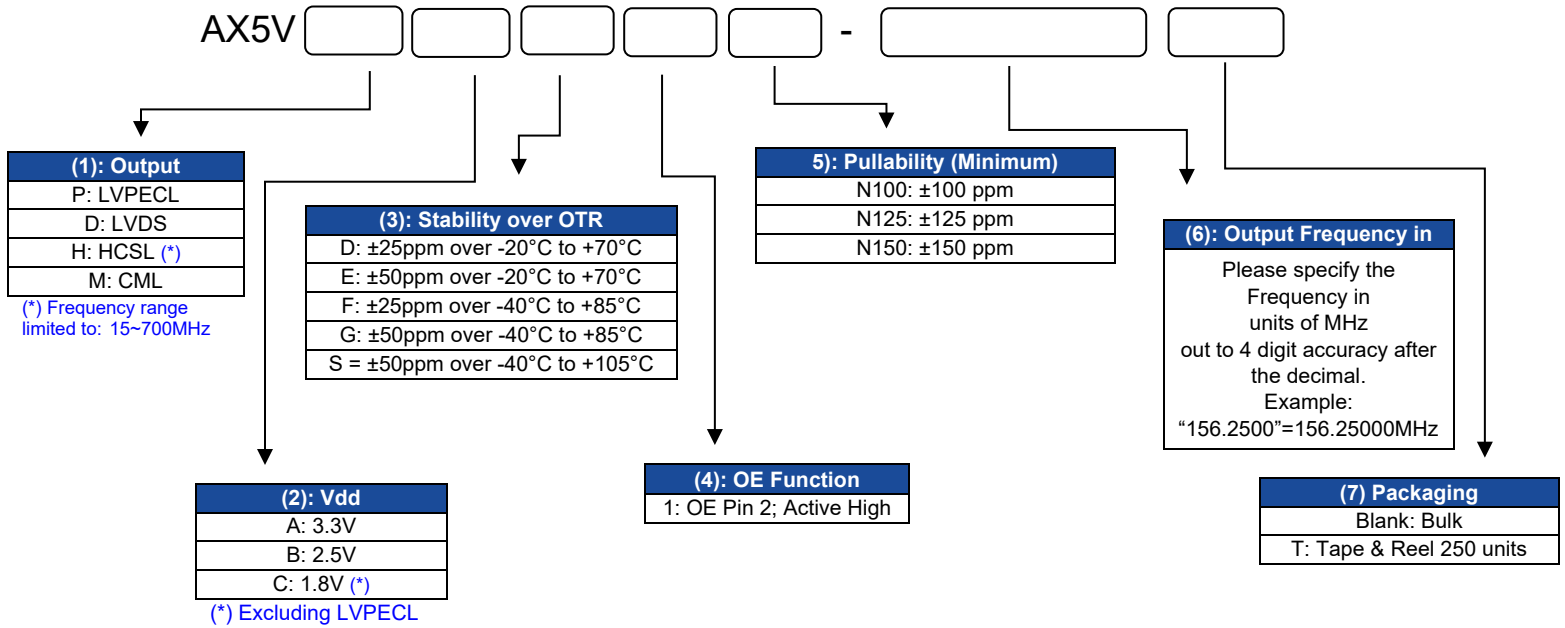 AX5V -
(1): Output
P: LVPECL
D: LVDS
H: HCSL (*)
M: CML
(*) Frequency range
limited to: 15~700MHz
(2): Vdd
A: 3.3V
B: 2.5V
C: 1.8V (*)
(*) Excluding LVPECL
(3): Stability over OTR
D: ±25ppm over -20°C to +70°C
E: ±50ppm over -20°C to +70°C
F: ±25ppm over -40°C to +85°C
G: ±50ppm over -40°C to +85°C
S = ±50ppm over -40°C to +105°C
(4): OE Function
1: OE Pin 2; Active High
5): Pullability (Minimum)
N100: ±100 ppm
N125: ±125 ppm
N150: ±150 ppm
(6): Output Frequency in
Please specify the
Frequency in
units of MHz
out to 4 digit accuracy after
the decimal.
Example:
“156.2500”=156.25000MHz
(7) Packaging
Blank: Bulk
T: Tape & Reel 250 units